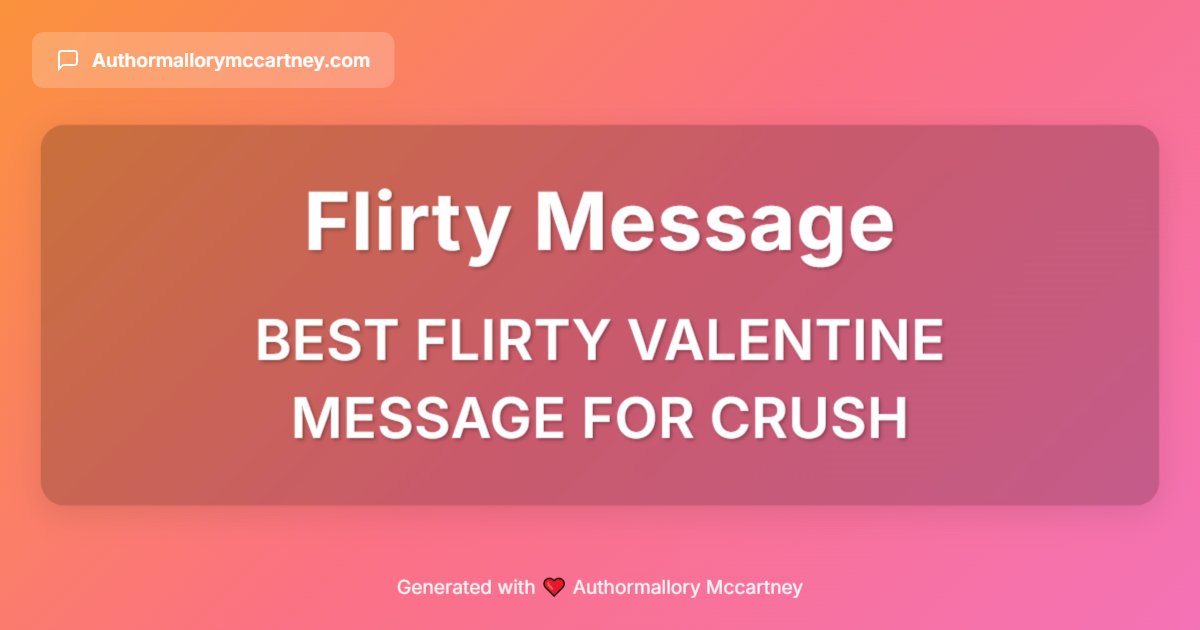 Authormallorymccartney.com
Flirty Message
BEST FLIRTY VALENTINE
MESSAGE FOR CRUSH
Generated with ❤️ Authormallory Mccartney